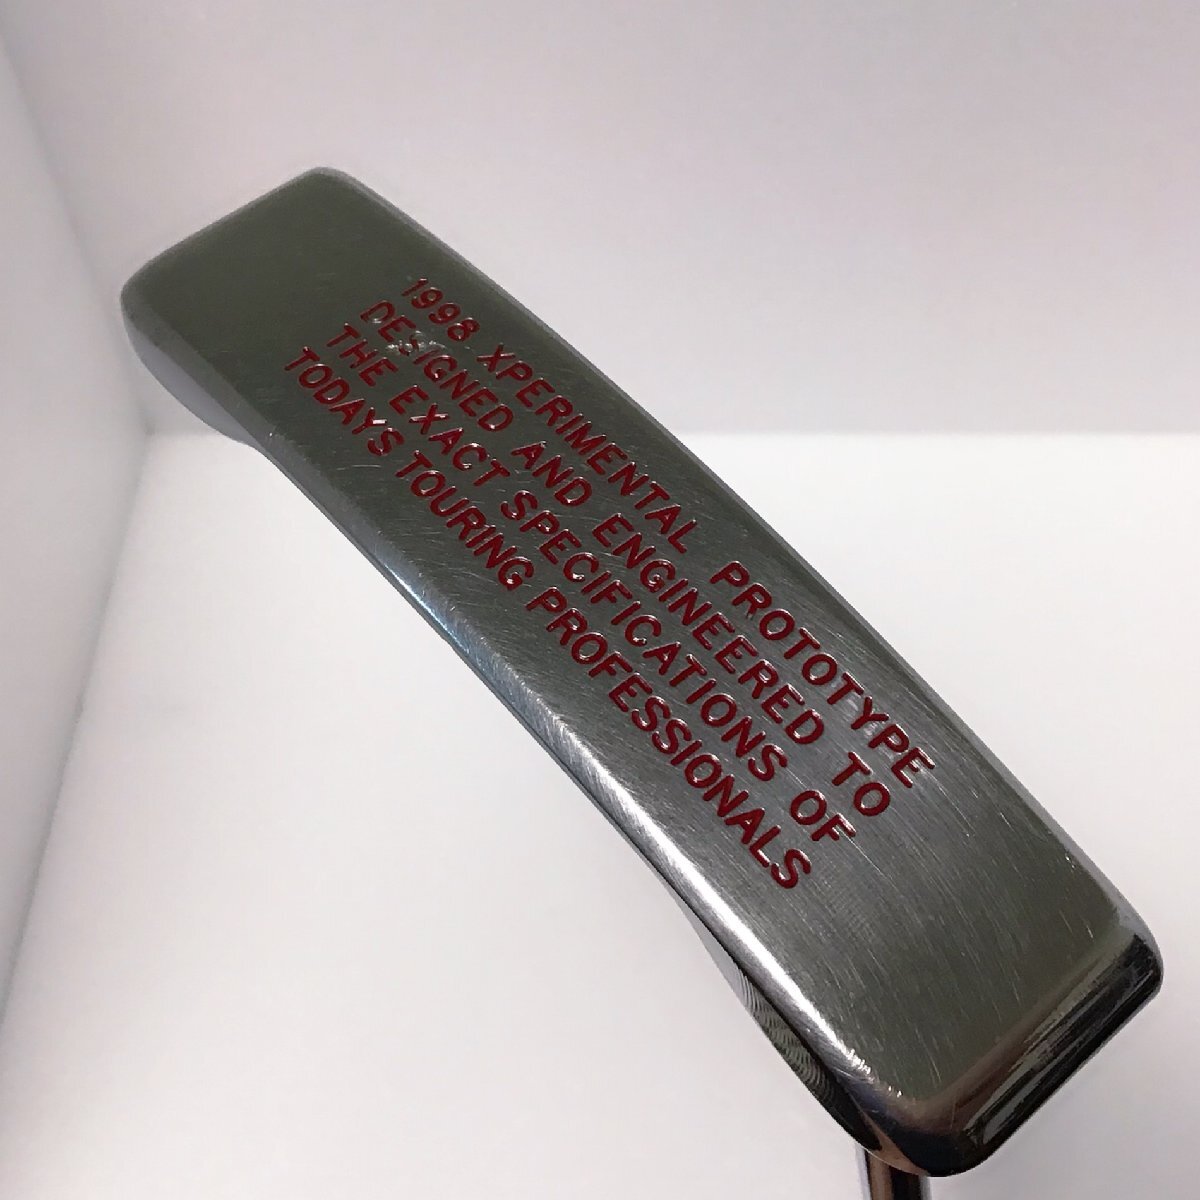 1998 XPERIMENTAL PROTOTYPE
DESIGNED AND ENGINEERED TO
THE EXACT SPECIFICATIONS OF
TODAYS TOURING PROFESSIONALS